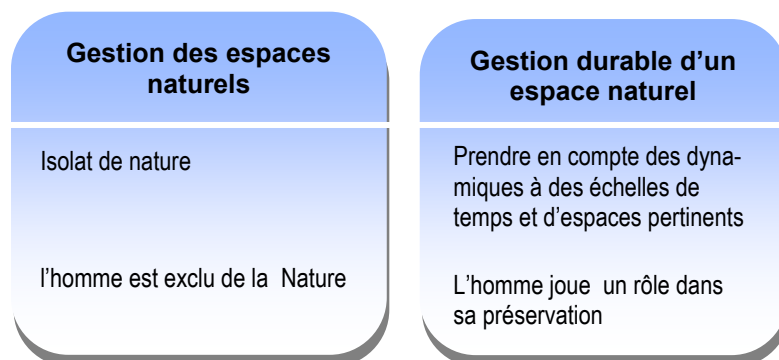 Gestion des espaces
naturels
Isolat de nature
l'homme est exclu de la Nature
Gestion durable d'un
espace naturel
Prendre en compte des dyna-
miques à des échelles de
temps et d'espaces pertinents
L'homme joue un rôle dans
sa préservation